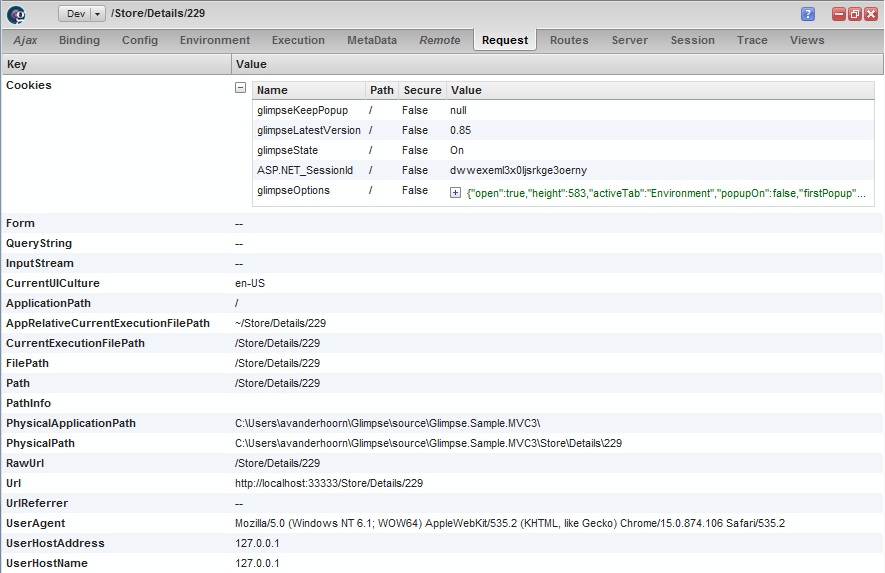 Dev /Store/Details/229 ?
Ajax Binding Config Environment Execution MetaData Remote Request Routes Server Session Trace Views
Key Value
Cookies
Name Path Secure Value
glimpseKeepPopup / False null
glimpseLatestVersion / False 0.85
glimpseState / False On
ASP.NET_SessionId / False dwwexeml3x0ljsrkge3oerny
glimpseOptions / False {"open":true,"height":583,"activeTab":"Environment","popupOn":false,"firstPopup"...
Form --
QueryString --
InputStream --
CurrentUICulture en-US
ApplicationPath /
AppRelativeCurrentExecutionFilePath ~/Store/Details/229
CurrentExecutionFilePath /Store/Details/229
FilePath /Store/Details/229
Path /Store/Details/229
PathInfo
PhysicalApplicationPath C:\Users\avanderhoorn\Glimpse\source\Glimpse.Sample.MVC3\
PhysicalPath C:\Users\avanderhoorn\Glimpse\source\Glimpse.Sample.MVC3\Store\Details\229
RawUrl /Store/Details/229
Url http://localhost:33333/Store/Details/229
UrlReferrer --
UserAgent Mozilla/5.0 (Windows NT 6.1; WOW64) AppleWebKit/535.2 (KHTML, like Gecko) Chrome/15.0.874.106 Safari/535.2
UserHostAddress 127.0.0.1
UserHostName 127.0.0.1